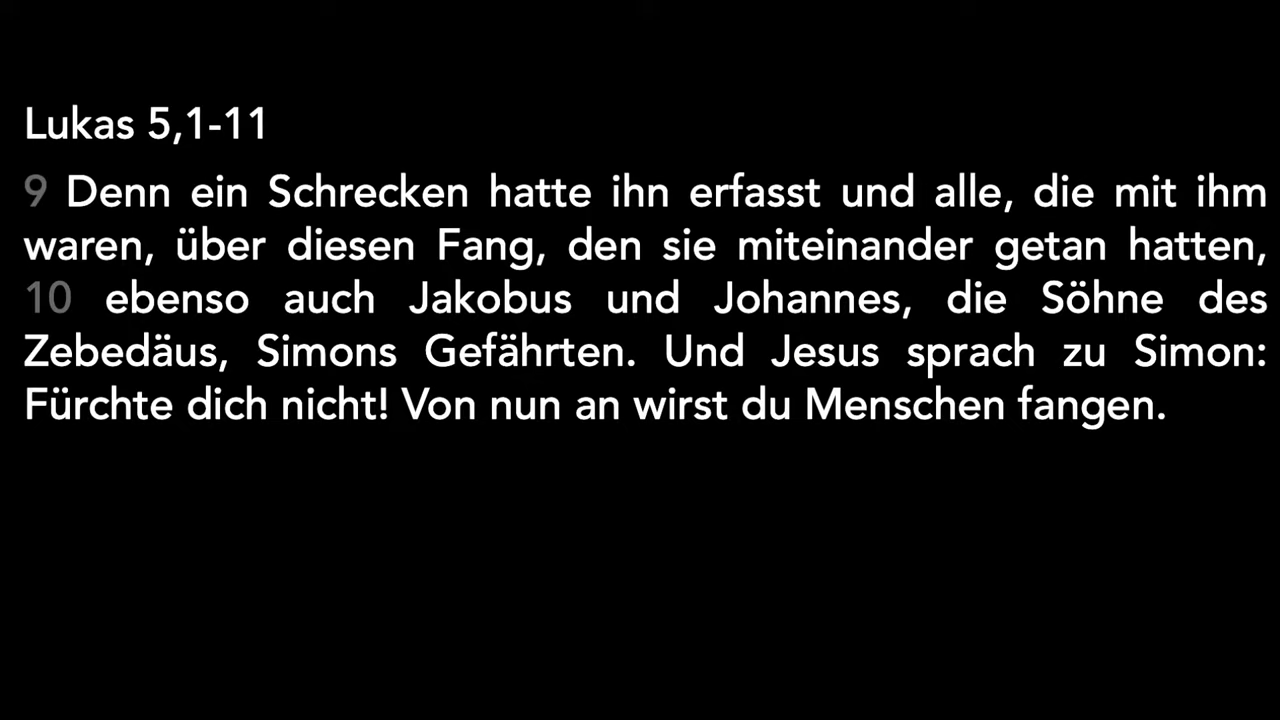 Lukas 5,1-11
9 Denn ein Schrecken hatte ihn erfasst und alle, die mit ihm
waren, über diesen Fang, den sie miteinander getan hatten,
10 ebenso auch Jakobus und Johannes, die Söhne des
Zebedäus, Simons Gefährten. Und Jesus sprach zu Simon:
Fürchte dich nicht! Von nun an wirst du Menschen fangen.